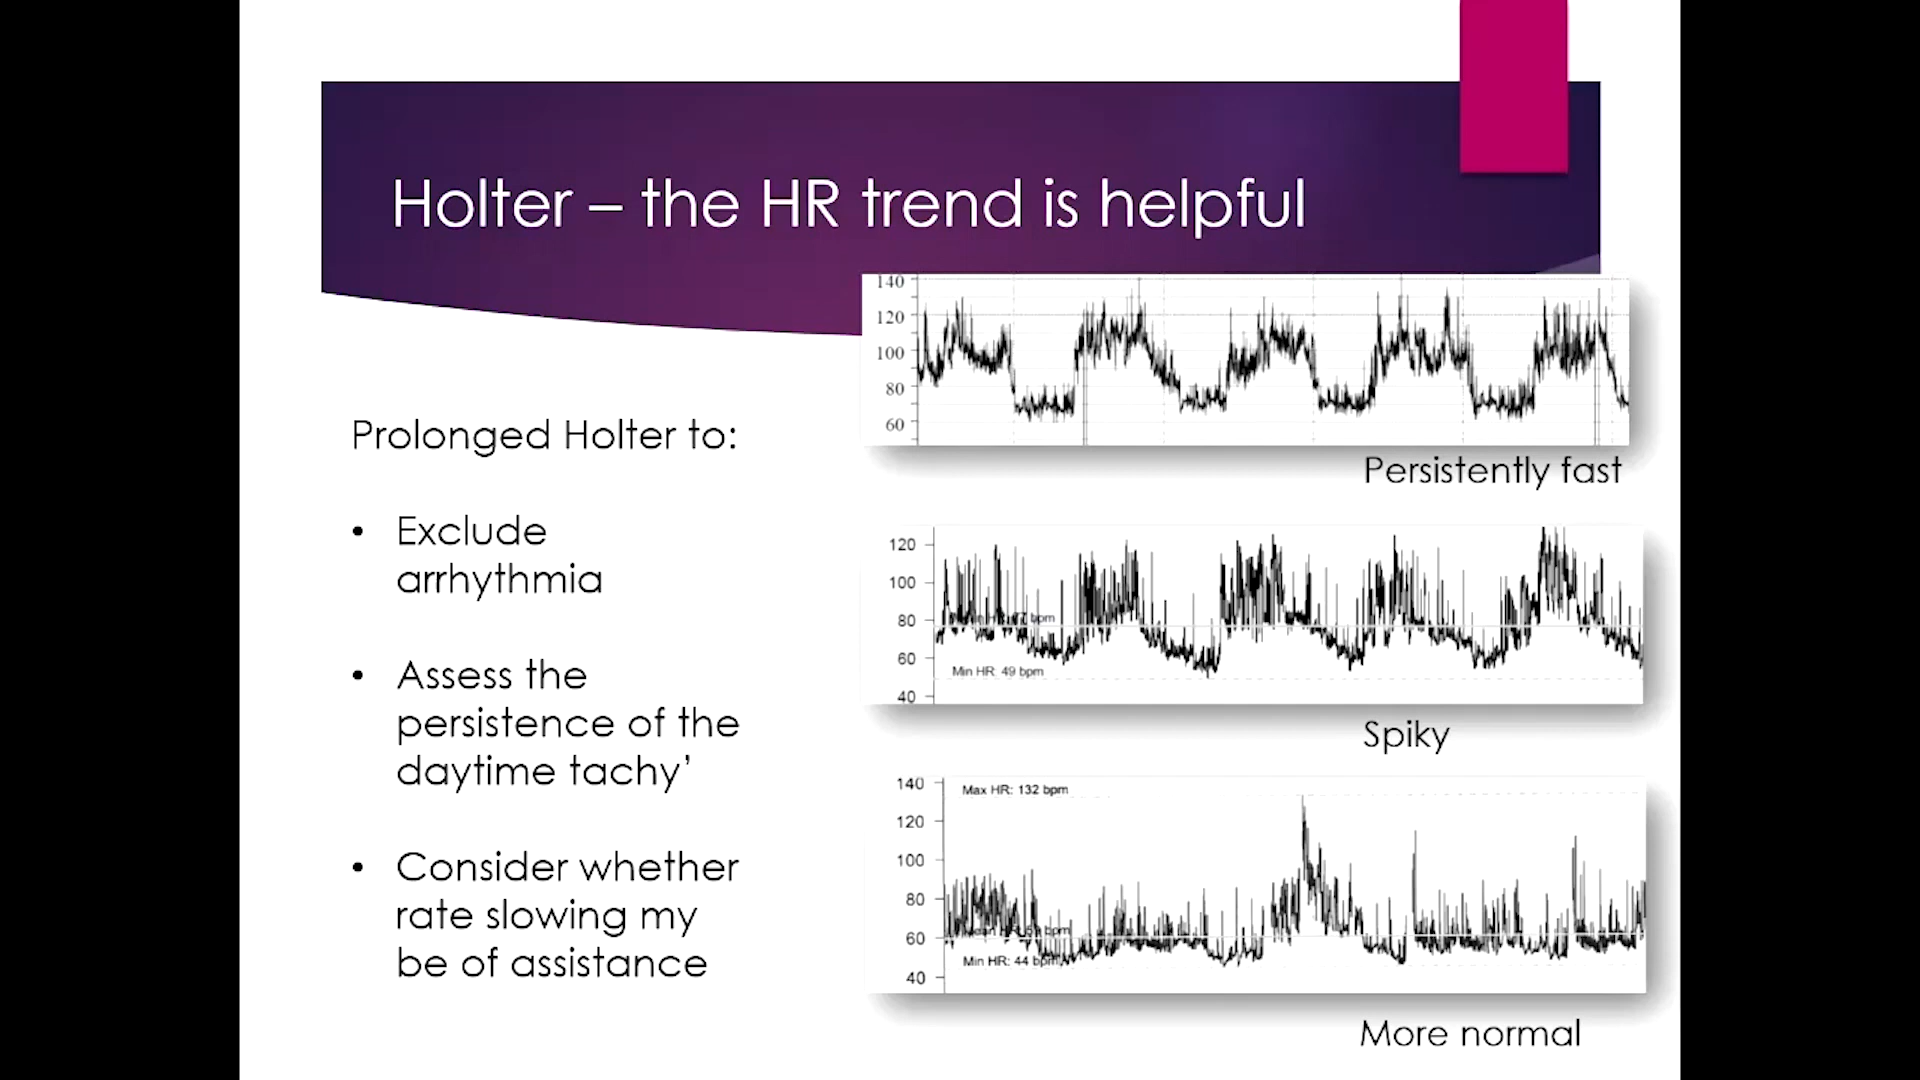 Holter – the HR trend is helpful
Prolonged Holter to:
• Exclude
arrhythmia
• Assess the
persistence of the
daytime tachy’
• Consider whether
rate slowing my
be of assistance
140
120
100
80
60
Persistently fast
120
100
80
60
40
77 bpm
Min HR: 49 bpm
Spiky
140
120
100
80
60
40
Max HR: 132 bpm
bpm
Min HR: 44 bpm
More normal